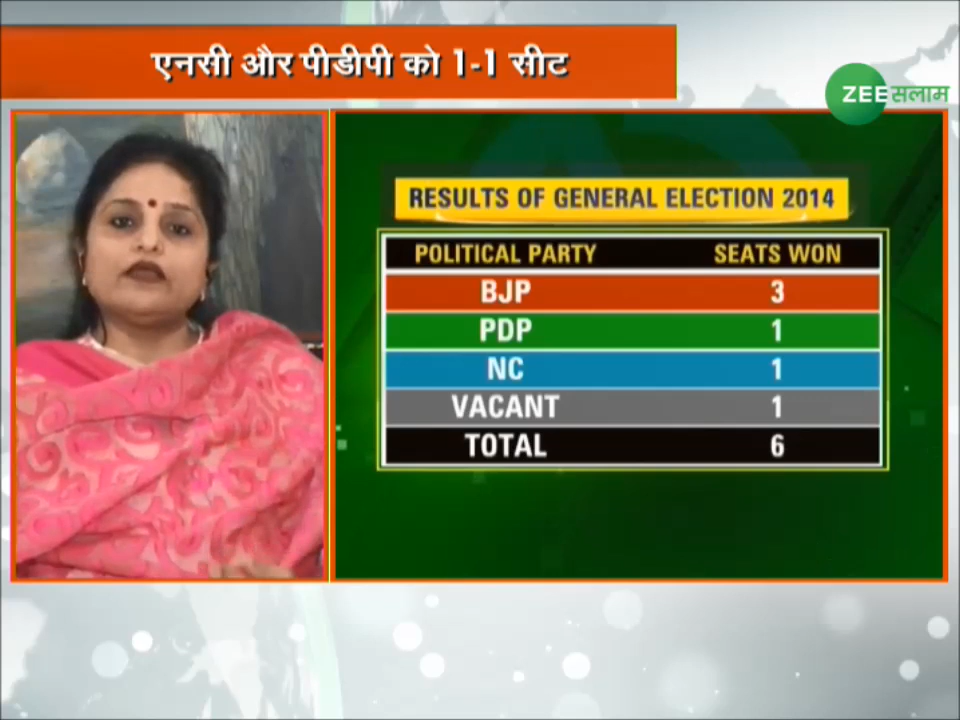 एनसी और पीडीपी को 1-1 सीट
ZEE सलाम
RESULTS OF GENERAL ELECTION 2014
POLITICAL PARTY SEATS WON
BJP 3
PDP 1
NC 1
VACANT 1
TOTAL 6